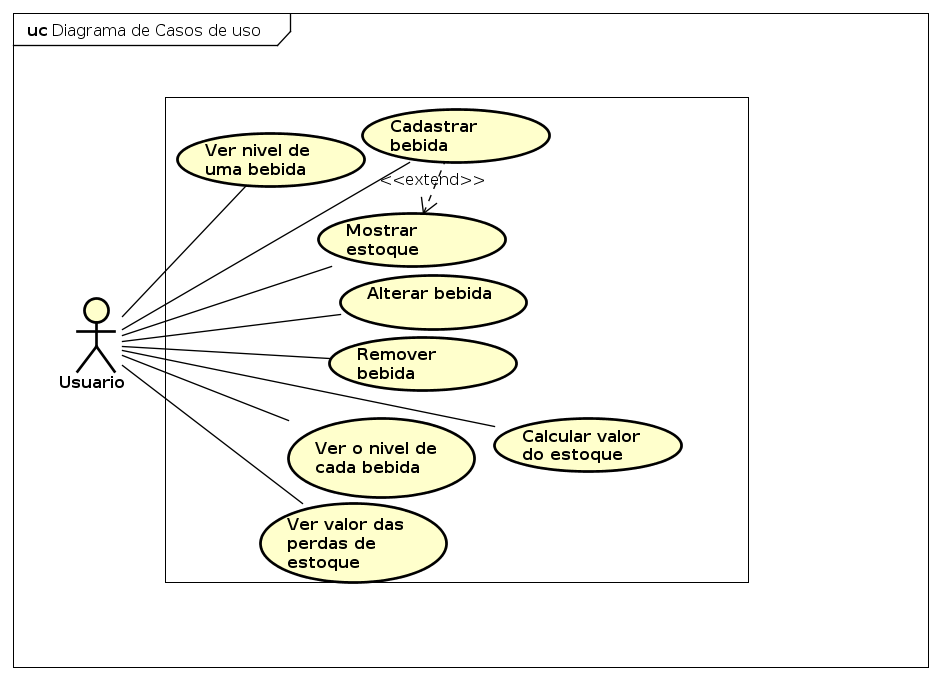 uc Diagrama de Casos de uso
Cadastrar
bebida
Ver nivel de
uma bebida
<<extend>>
Mostrar
estoque
Alterar bebida
Remover
bebida
Usuario
Calcular valor
do estoque
Ver o nivel de
cada bebida
Ver valor das
perdas de
estoque